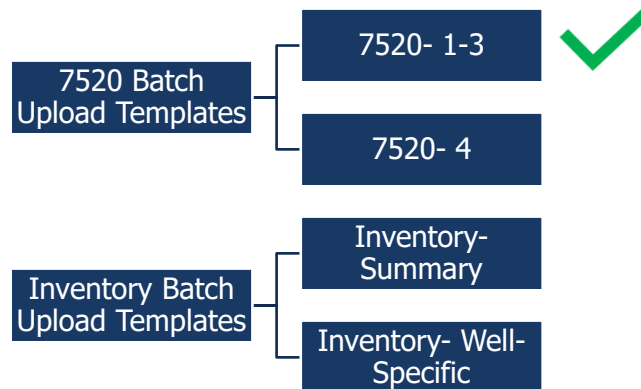 7520- 1-3
7520 Batch
Upload Templates
7520- 4
Inventory-
Summary
Inventory Batch
Upload Templates
Inventory- Well-
Specific